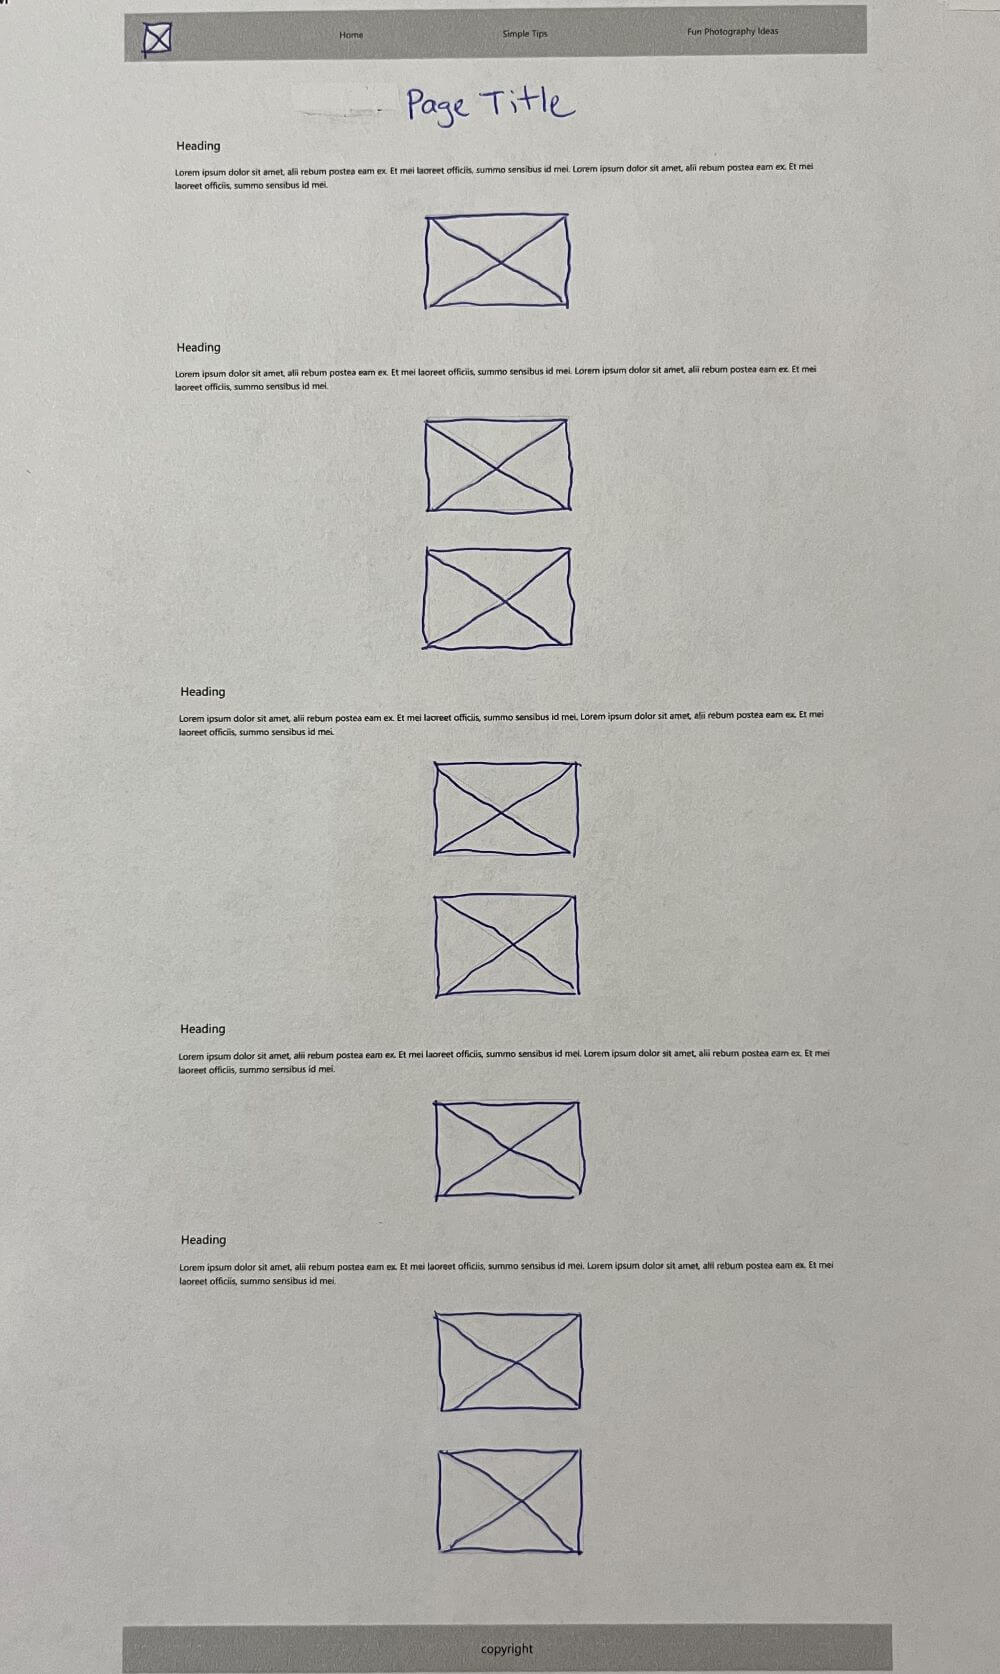 Home Simple Tips Fun Photography Ideas
Page Title
Heading
Lorem ipsum dolor sit amet, alii rebum postea eam ex. Et mei laoreet officiis, summo sensibus id mei. Lorem ipsum dolor sit amet, alii rebum postea eam ex. Et mei
laoreet officiis, summo sensibus id mei.
Heading
Lorem ipsum dolor sit amet, alii rebum postea eam ex. Et mei laoreet officiis, summo sensibus id mei. Lorem ipsum dolor sit amet, alii rebum postea eam ex. Et mei
laoreet officiis, summo sensibus id mei.
Heading
Lorem ipsum dolor sit amet, alii rebum postea eam ex. Et mei laoreet officiis, summo sensibus id mei. Lorem ipsum dolor sit amet, alii rebum postea eam ex. Et mei
laoreet officiis, summo sensibus id mei.
Heading
Lorem ipsum dolor sit amet, alii rebum postea eam ex. Et mei laoreet officiis, summo sensibus id mei. Lorem ipsum dolor sit amet, alii rebum postea eam ex. Et mei
laoreet officiis, summo sensibus id mei.
Heading
Lorem ipsum dolor sit amet, alii rebum postea eam ex. Et mei laoreet officiis, summo sensibus id mei. Lorem ipsum dolor sit amet, alii rebum postea eam ex. Et mei
laoreet officiis, summo sensibus id mei.
copyright